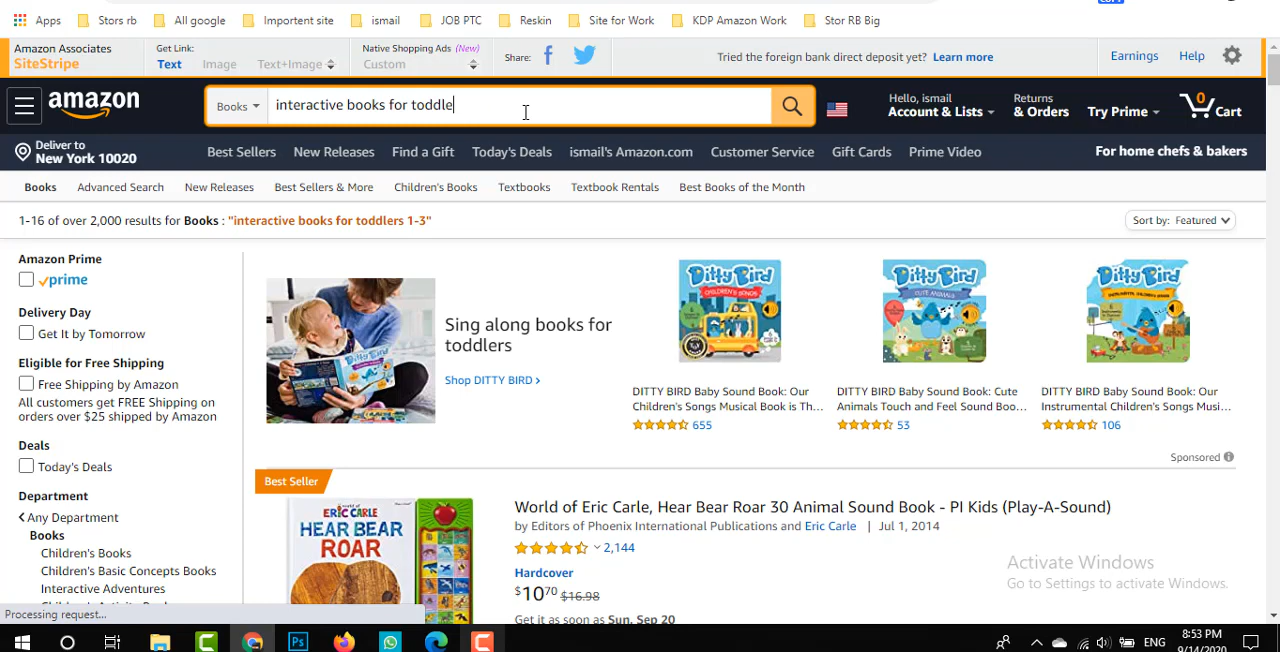 Apps Stors rb All google Importent site ismail JOB PTC Reskin Site for Work KDP Amazon Work Stor RB Big
Amazon Associates
SiteStripe
Get Link:
Text Image Text+Image
Native Shopping Ads (New)
Custom
Share:
Tried the foreign bank direct deposit yet? Learn more
Earnings Help
amazon
Books
interactive books for toddle
Hello, ismail
Account & Lists
Returns
& Orders
Try Prime
0
Cart
Deliver to
New York 10020
Best Sellers New Releases Find a Gift Today's Deals ismail's Amazon.com Customer Service Gift Cards Prime Video
For home chefs & bakers
Books Advanced Search New Releases Best Sellers & More Children's Books Textbooks Textbook Rentals Best Books of the Month
1-16 of over 2,000 results for Books : "interactive books for toddlers 1-3"
Sort by: Featured
Amazon Prime
prime
Delivery Day
Get It by Tomorrow
Eligible for Free Shipping
Free Shipping by Amazon
All customers get FREE Shipping on
orders over $25 shipped by Amazon
Deals
Today's Deals
Department
Any Department
Books
Children's Books
Children's Basic Concepts Books
Interactive Adventures
Sing along books for
toddlers
Shop DITTY BIRD ›
Ditty Bird
CHILDREN'S SONGS
Ditty Bird
CUTE ANIMALS
Ditty Bird
DITTY BIRD Baby Sound Book: Our
Children's Songs Musical Book is Th...
655
DITTY BIRD Baby Sound Book: Cute
Animals Touch and Feel Sound Boo...
53
DITTY BIRD Baby Sound Book: Our
Instrumental Children's Songs Musi...
106
Sponsored
Best Seller
World of
ERIC CARLE
HEAR BEAR
ROAR
World of Eric Carle, Hear Bear Roar 30 Animal Sound Book - PI Kids (Play-A-Sound)
by Editors of Phoenix International Publications and Eric Carle | Jul 1, 2014
2,144
Hardcover
$10 70 $16.98
Get it as soon as Sun, Sep 20
Activate Windows
Go to Settings to activate Windows.
Processing request...
ENG
8:53 PM
9/14/2020